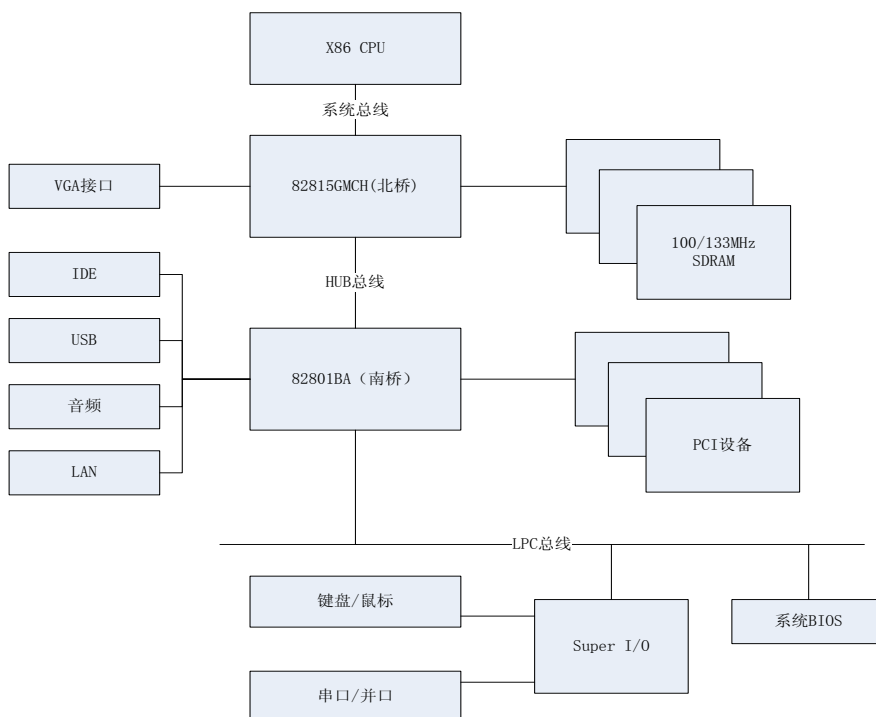 X86 CPU
系统总线
VGA接口
82815GMCH(北桥)
100/133MHz
SDRAM
IDE
HUB总线
USB
82801BA（南桥）
音频
PCI设备
LAN
LPC总线
键盘/鼠标
Super I/O
系统BIOS
串口/并口